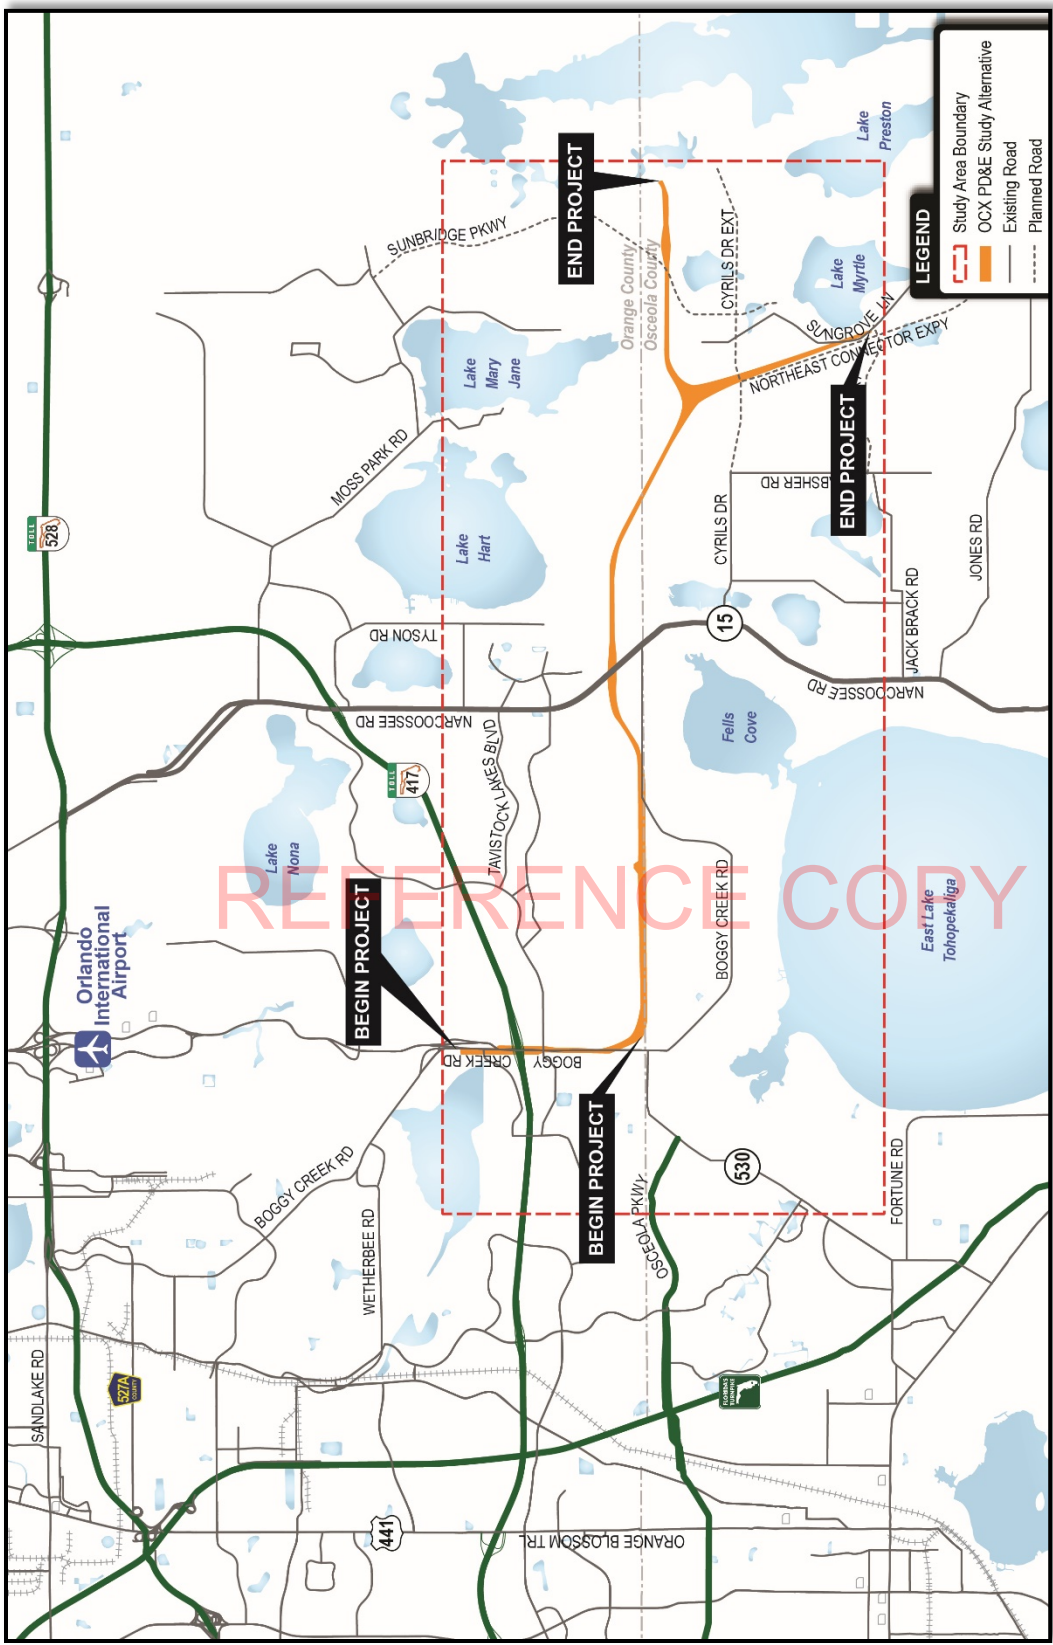 TOLL
528
SUNBRIDGE PKWY
END PROJECT
Lake
Preston
Orange County
Osceola County
CYRILS DR EXT
Lake
Myrtle
SUNGROVE LN
NORTHEAST CONNECTOR EXPY
LEGEND
Study Area Boundary
OCX PD&E Study Alternative
Existing Road
Planned Road
Lake
Mary
Jane
MOSS PARK RD
END PROJECT
ABSHER RD
CYRILS DR
Lake
Hart
JONES RD
JACK BRACK RD
15
TYSON RD
NARCOOSSEE RD
NARCOOSSEE RD
Fells
Cove
TAVISTOCK LAKES BLVD
TOLL
417
Lake
Nona
REFERENCE COPY
BOGGY CREEK RD
East Lake
Tohopekaliga
BEGIN PROJECT
Orlando
International
Airport
BOGGY CREEK RD
BEGIN PROJECT
BOGGY CREEK RD
WETHERBEE RD
OSCEOLA PKWY
530
FORTUNE RD
SANDLAKE RD
527A
COUNTY
FLORIDA'S
TURNPIKE
441
ORANGE BLOSSOM TRL